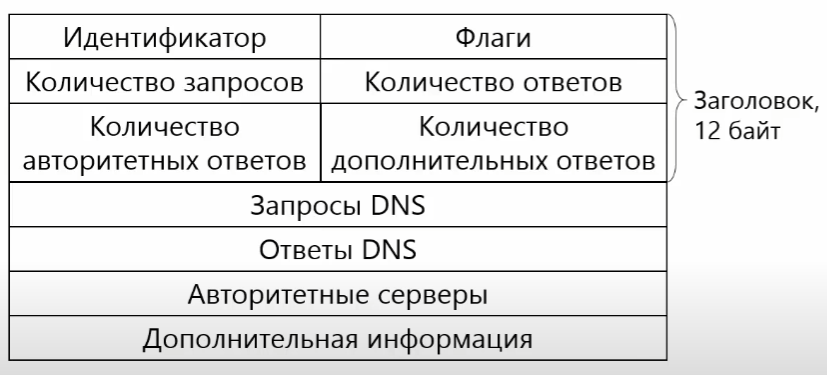 Идентификатор
Флаги
Количество запросов
Количество ответов
Количество
авторитетных ответов
Количество
дополнительных ответов
Заголовок,
12 байт
Запросы DNS
Ответы DNS
Авторитетные серверы
Дополнительная информация